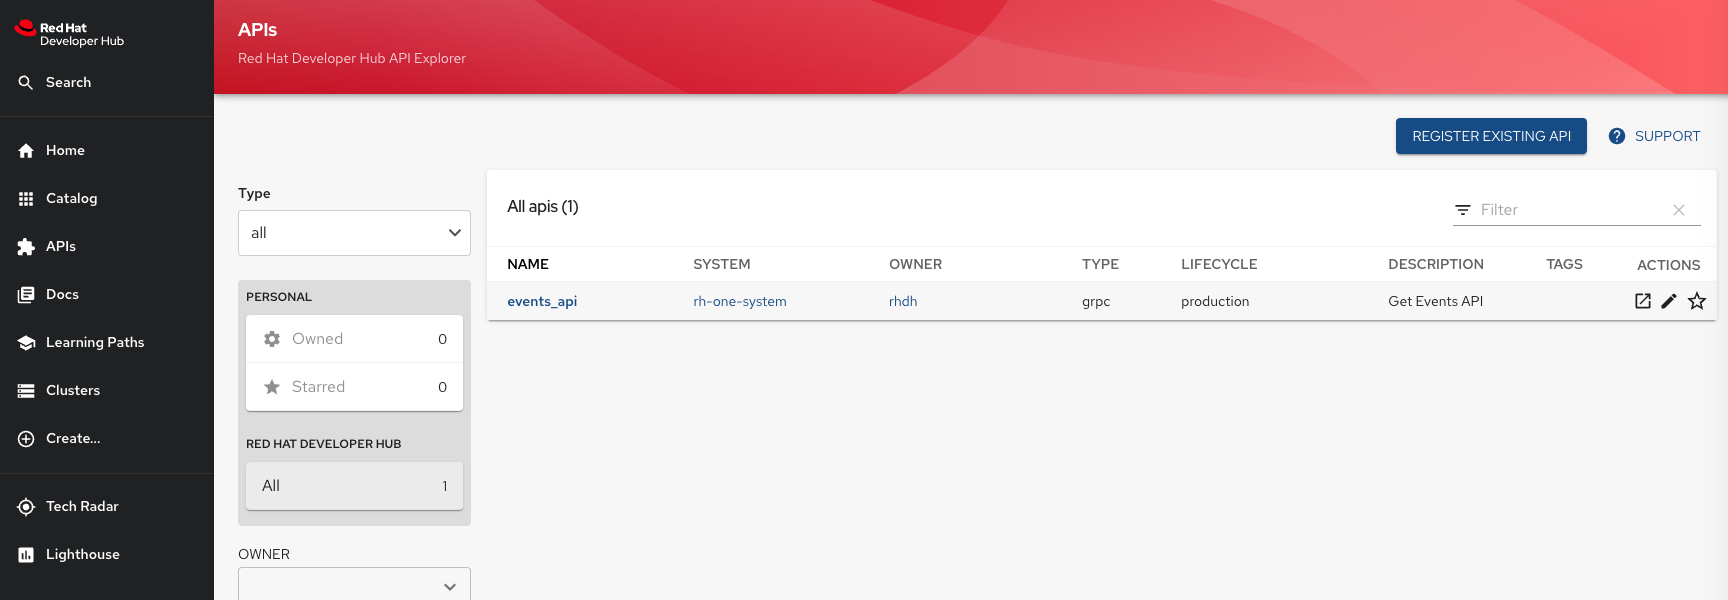 Red Hat
Developer Hub
Search
Home
Catalog
APIs
Docs
Learning Paths
Clusters
Create...
Tech Radar
Lighthouse
APIs
Red Hat Developer Hub API Explorer
REGISTER EXISTING API
SUPPORT
Type
all
PERSONAL
Owned 0
Starred 0
RED HAT DEVELOPER HUB
All 1
OWNER
All apis (1)
Filter
NAME SYSTEM OWNER TYPE LIFECYCLE DESCRIPTION TAGS ACTIONS
events_api rh-one-system rhdh grpc production Get Events API